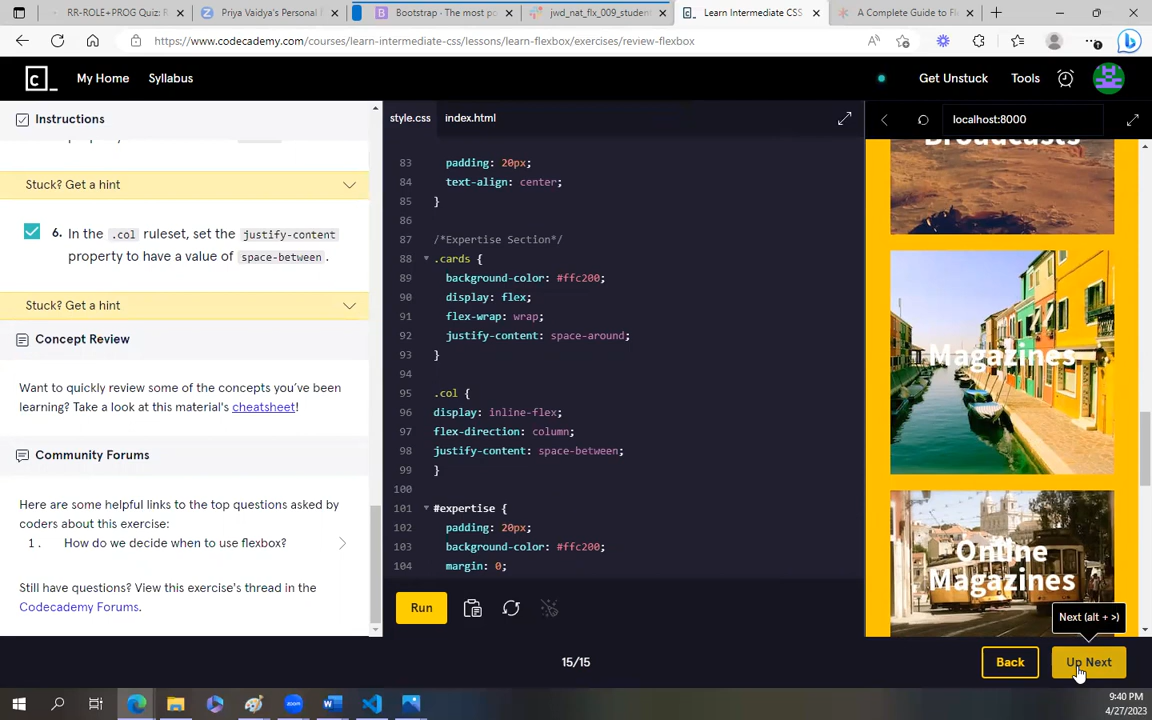 RR-ROLE+PROG Quiz: R
Priya Vaidya's Personal
Bootstrap - The most po
jwd_nat_flx_009_student
Learn Intermediate CSS
A Complete Guide to Fl
https://www.codecademy.com/courses/learn-intermediate-css/lessons/learn-flexbox/exercises/review-flexbox
c_
My Home
Syllabus
Get Unstuck
Tools
Instructions
style.css
index.html
localhost:8000
Stuck? Get a hint
6. In the .col ruleset, set the justify-content
property to have a value of space-between.
Stuck? Get a hint
Concept Review
Want to quickly review some of the concepts you've been
learning? Take a look at this material's cheatsheet!
Community Forums
Here are some helpful links to the top questions asked by
coders about this exercise:
1. How do we decide when to use flexbox?
Still have questions? View this exercise's thread in the
Codecademy Forums.
83 padding: 20px;
84 text-align: center;
85 }
86
87 /*Expertise Section*/
88 .cards {
89 background-color: #ffc200;
90 display: flex;
91 flex-wrap: wrap;
92 justify-content: space-around;
93 }
94
95 .col {
96 display: inline-flex;
97 flex-direction: column;
98 justify-content: space-between;
99 }
100
101 #expertise {
102 padding: 20px;
103 background-color: #ffc200;
104 margin: 0;
Run
Broadcasts
Magazines
Online
Magazines
Next (alt + >)
15/15
Back
Up Next
9:40 PM
4/27/2023